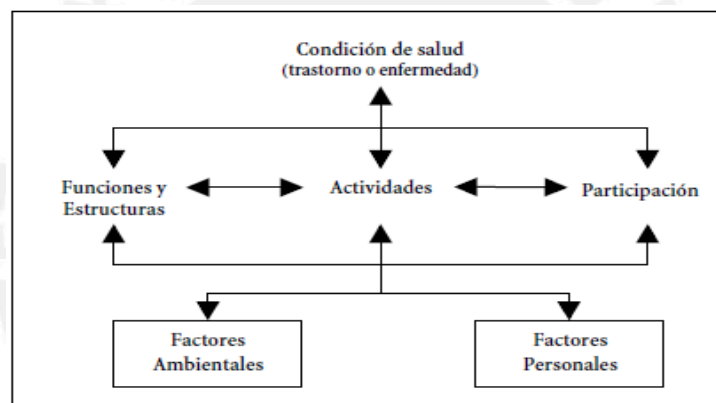 Condición de salud
(trastorno o enfermedad)
Funciones y
Estructuras
Actividades
Participación
Factores
Ambientales
Factores
Personales